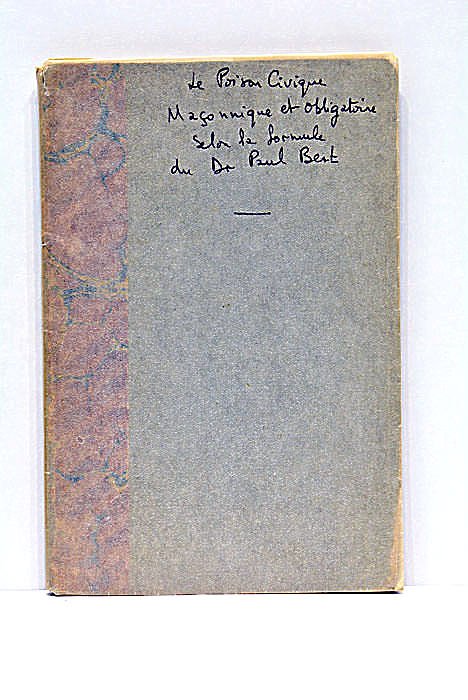 Le Poison Civique
Maçonnique et obligatoire
selon la formule
du Dr Paul Bert